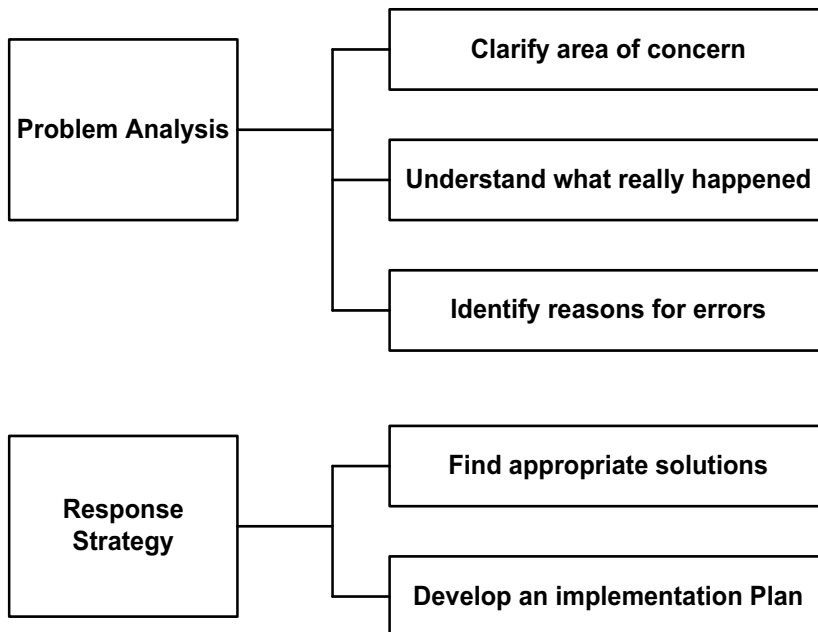 Problem Analysis
Clarify area of concern
Understand what really happened
Identify reasons for errors
Response
Strategy
Find appropriate solutions
Develop an implementation Plan